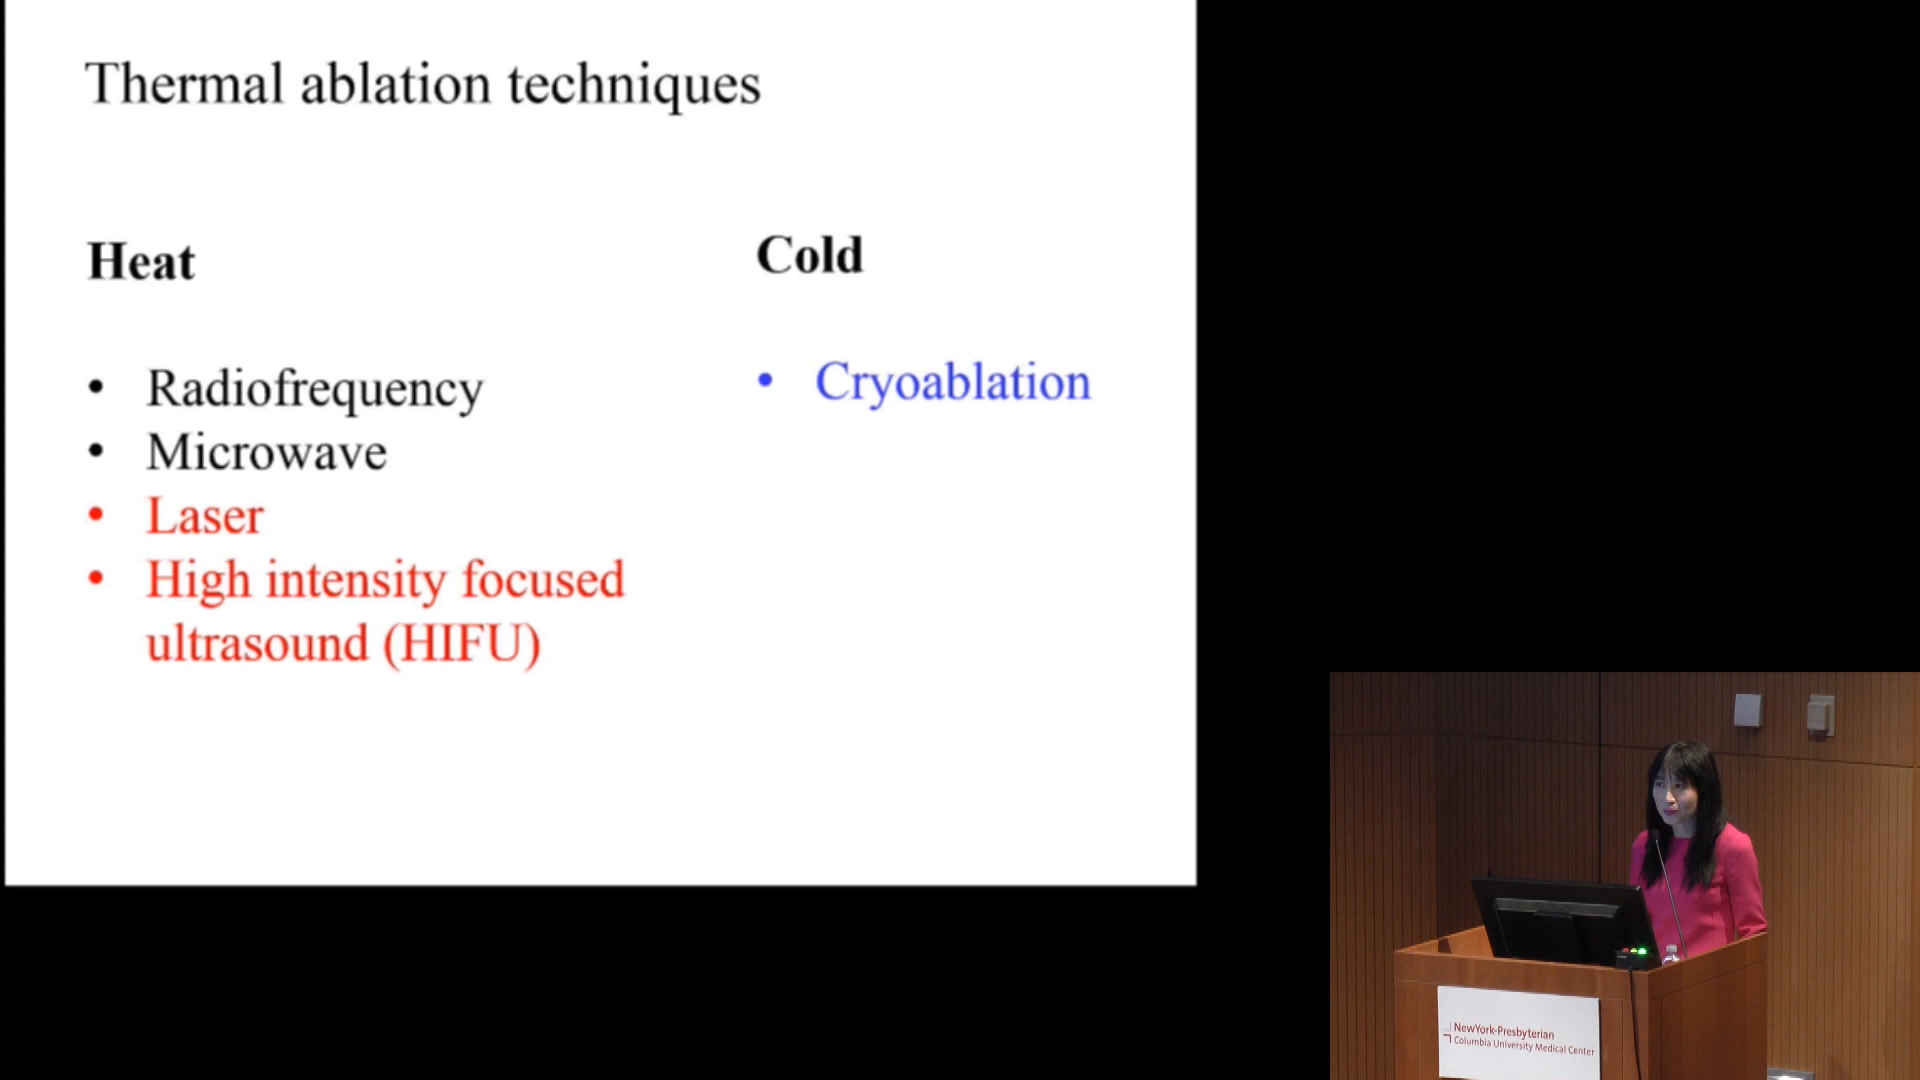 Thermal ablation techniques
Heat
• Radiofrequency
• Microwave
• Laser
• High intensity focused
ultrasound (HIFU)
Cold
• Cryoablation
NewYork-Presbyterian
Columbia University Medical Center